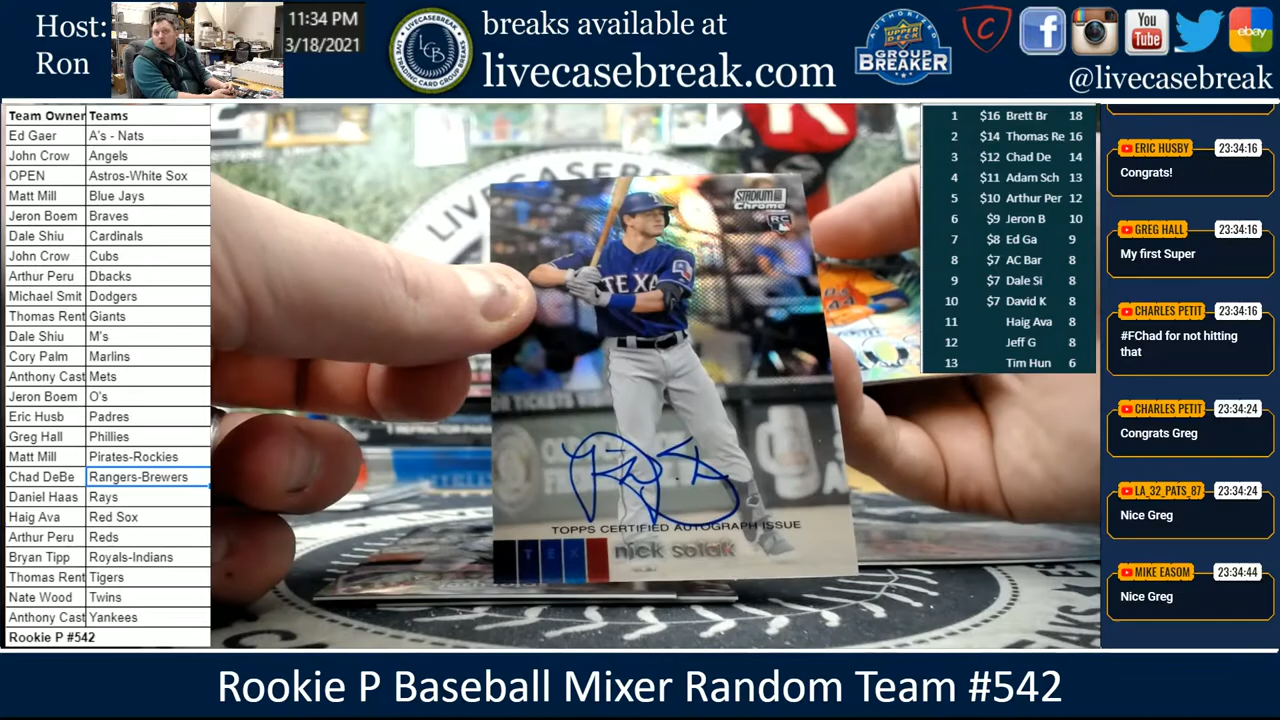 Host:
Ron
11:34 PM
3/18/2021
LIVECASEBREAK
LCB
TRADING CARD GROUP BREAKS
breaks available at
livecasebreak.com
AUTHORIZED
UPPER DECK
GROUP
BREAKER
You
Tube
ebay
@livecasebreak
Team Owner Teams
Ed Gaer A's - Nats
John Crow Angels
OPEN Astros-White Sox
Matt Mill Blue Jays
Jeron Boem Braves
Dale Shiu Cardinals
John Crow Cubs
Arthur Peru Dbacks
Michael Smit Dodgers
Thomas Rent Giants
Dale Shiu M's
Cory Palm Marlins
Anthony Cast Mets
Jeron Boem O's
Eric Husb Padres
Greg Hall Phillies
Matt Mill Pirates-Rockies
Chad DeBe Rangers-Brewers
Daniel Haas Rays
Haig Ava Red Sox
Arthur Peru Reds
Bryan Tipp Royals-Indians
Thomas Rent Tigers
Nate Wood Twins
Anthony Cast Yankees
Rookie P #542
STADIUM
Chrome
RC
TEXA
TOPPS CERTIFIED AUTOGRAPH ISSUE
TEX
nick solak
1 $16 Brett Br 18
2 $14 Thomas Re 16
3 $12 Chad De 14
4 $11 Adam Sch 13
5 $10 Arthur Per 12
6 $9 Jeron B 10
7 $8 Ed Ga 9
8 $7 AC Bar 8
9 $7 Dale Si 8
10 $7 David K 8
11 Haig Ava 8
12 Jeff G 8
13 Tim Hun 6
ERIC HUSBY 23:34:16
Congrats!
GREG HALL 23:34:16
My first Super
CHARLES PETIT 23:34:16
#FChad for not hitting
that
CHARLES PETIT 23:34:24
Congrats Greg
LA_32_PATS_87 23:34:24
Nice Greg
MIKE EASOM 23:34:44
Nice Greg
Rookie P Baseball Mixer Random Team #542